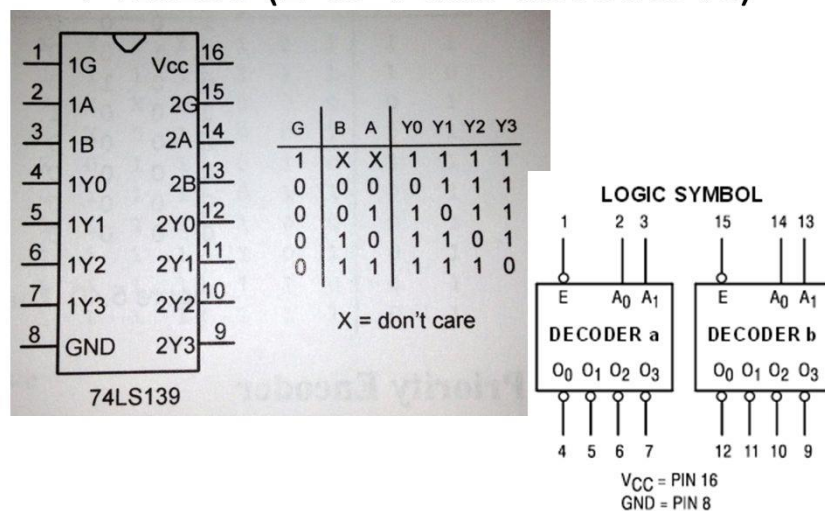 1 1G Vcc 16
2 1A 2G 15
3 1B 2A 14
4 1Y0 2B 13
5 1Y1 2Y0 12
6 1Y2 2Y1 11
7 1Y3 2Y2 10
8 GND 2Y3 9
74LS139
G B A Y0 Y1 Y2 Y3
1 X X 1 1 1 1
0 0 0 0 1 1 1
0 0 1 1 0 1 1
0 1 0 1 1 0 1
0 1 1 1 1 1 0
X = don't care
Priority Encoder
LOGIC SYMBOL
1 2 3 15 14 13
E A0 A1 E A0 A1
DECODER a DECODER b
O0 O1 O2 O3 O0 O1 O2 O3
4 5 6 7 12 11 10 9
VCC = PIN 16
GND = PIN 8